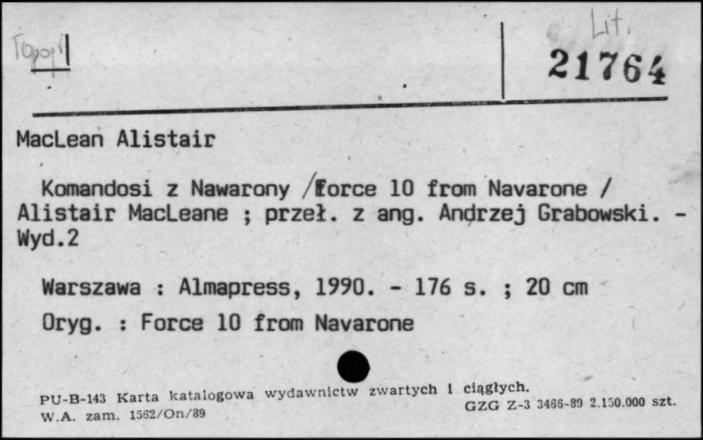 Lit.
21764
MacLean Alistair
Komandosi z Nawarony /Force 10 from Navarone /
Alistair MacLeane ; przeł. z ang. Andrzej Grabowski. -
Wyd.2
Warszawa : Almapress, 1990. - 176 s. ; 20 cm
Oryg. : Force 10 from Navarone
PU-B-143 Karta katalogowa wydawnictw zwartych i ciągłych.
W.A. zam. 1562/On/89 GZG Z-3 3466-89 2.150.000 szt.